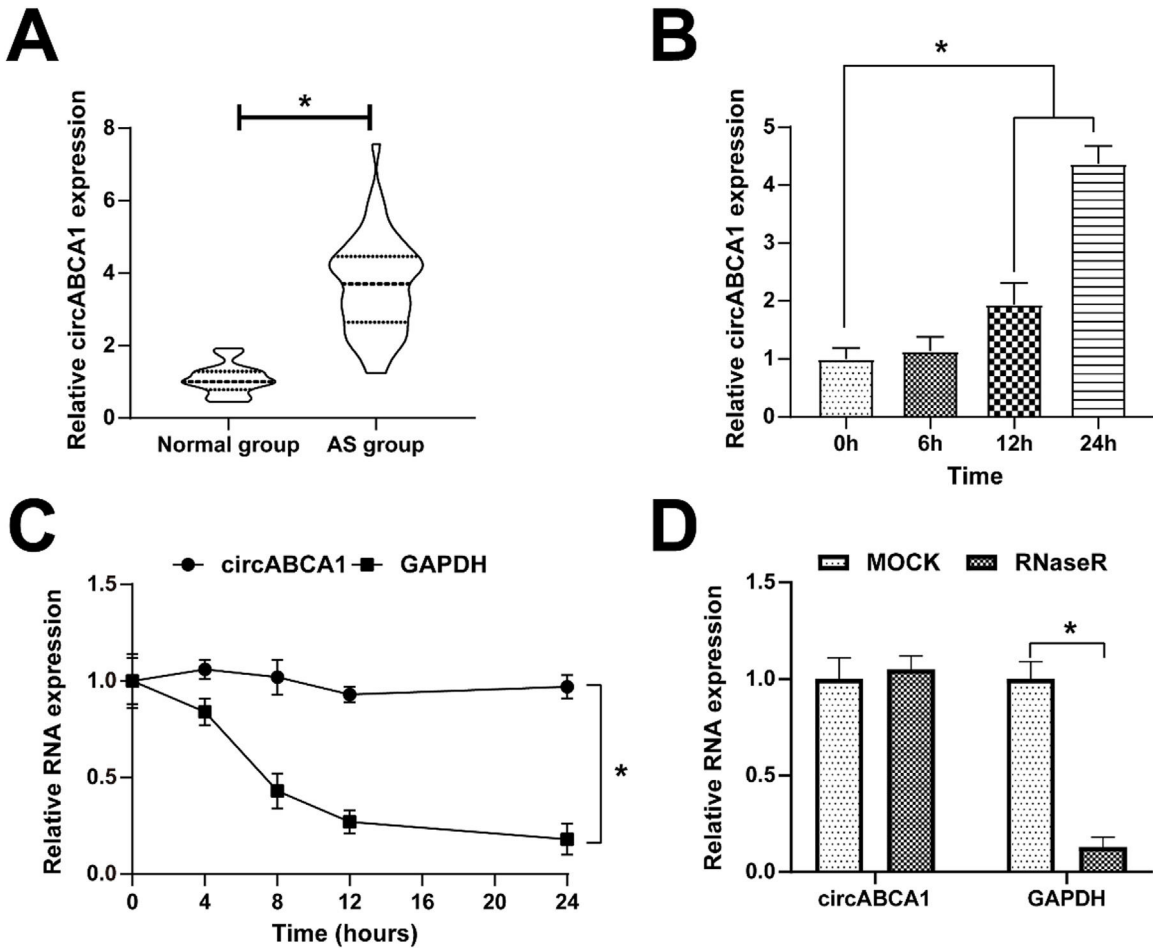 A
Relative circABCA1 expression
8
6
4
2
0
*
Normal group
AS group
B
Relative circABCA1 expression
5
4
3
2
1
0
*
0h
6h
12h
24h
Time
C
circABCA1
GAPDH
Relative RNA expression
1.5
1.0
0.5
0.0
*
0 4 8 12 16 20 24
Time (hours)
D
MOCK
RNaseR
Relative RNA expression
1.5
1.0
0.5
0.0
*
circABCA1
GAPDH